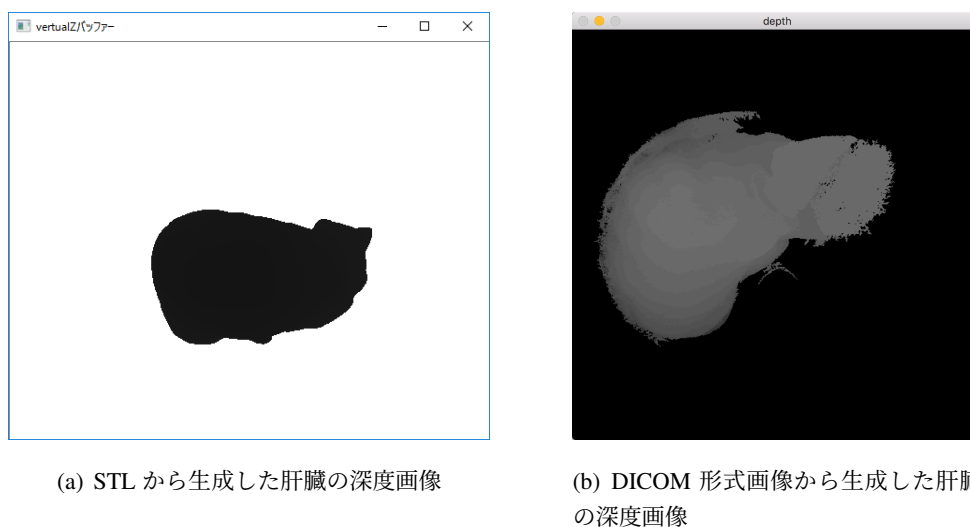 vertualZバッファー
depth
(a) STL から生成した肝臓の深度画像
(b) DICOM 形式画像から生成した肝
の深度画像